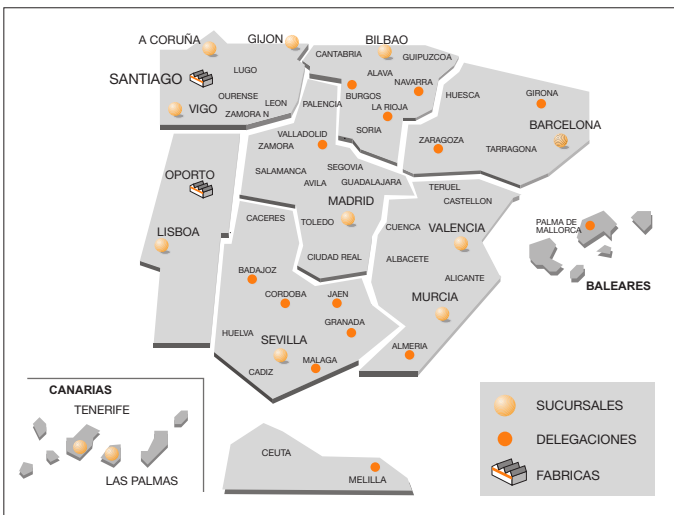 A CORUÑA
GIJON
BILBAO
CANTABRIA
GUIPUZCOA
LUGO
SANTIAGO
ALAVA
NAVARRA
OURENSE
LEON
VIGO
ZAMORA N
PALENCIA
BURGOS
LA RIOJA
HUESCA
GIRONA
SORIA
BARCELONA
VALLADOLID
ZAMORA
ZARAGOZA
TARRAGONA
SEGOVIA
SALAMANCA
AVILA
GUADALAJARA
OPORTO
MADRID
TERUEL
CASTELLON
CACERES
TOLEDO
CUENCA
VALENCIA
PALMA DE
MALLORCA
LISBOA
CIUDAD REAL
ALBACETE
BADAJOZ
ALICANTE
BALEARES
CORDOBA
JAEN
MURCIA
GRANADA
HUELVA
SEVILLA
ALMERIA
MALAGA
CADIZ
CANARIAS
TENERIFE
LAS PALMAS
CEUTA
MELILLA
SUCURSALES
DELEGACIONES
FABRICAS